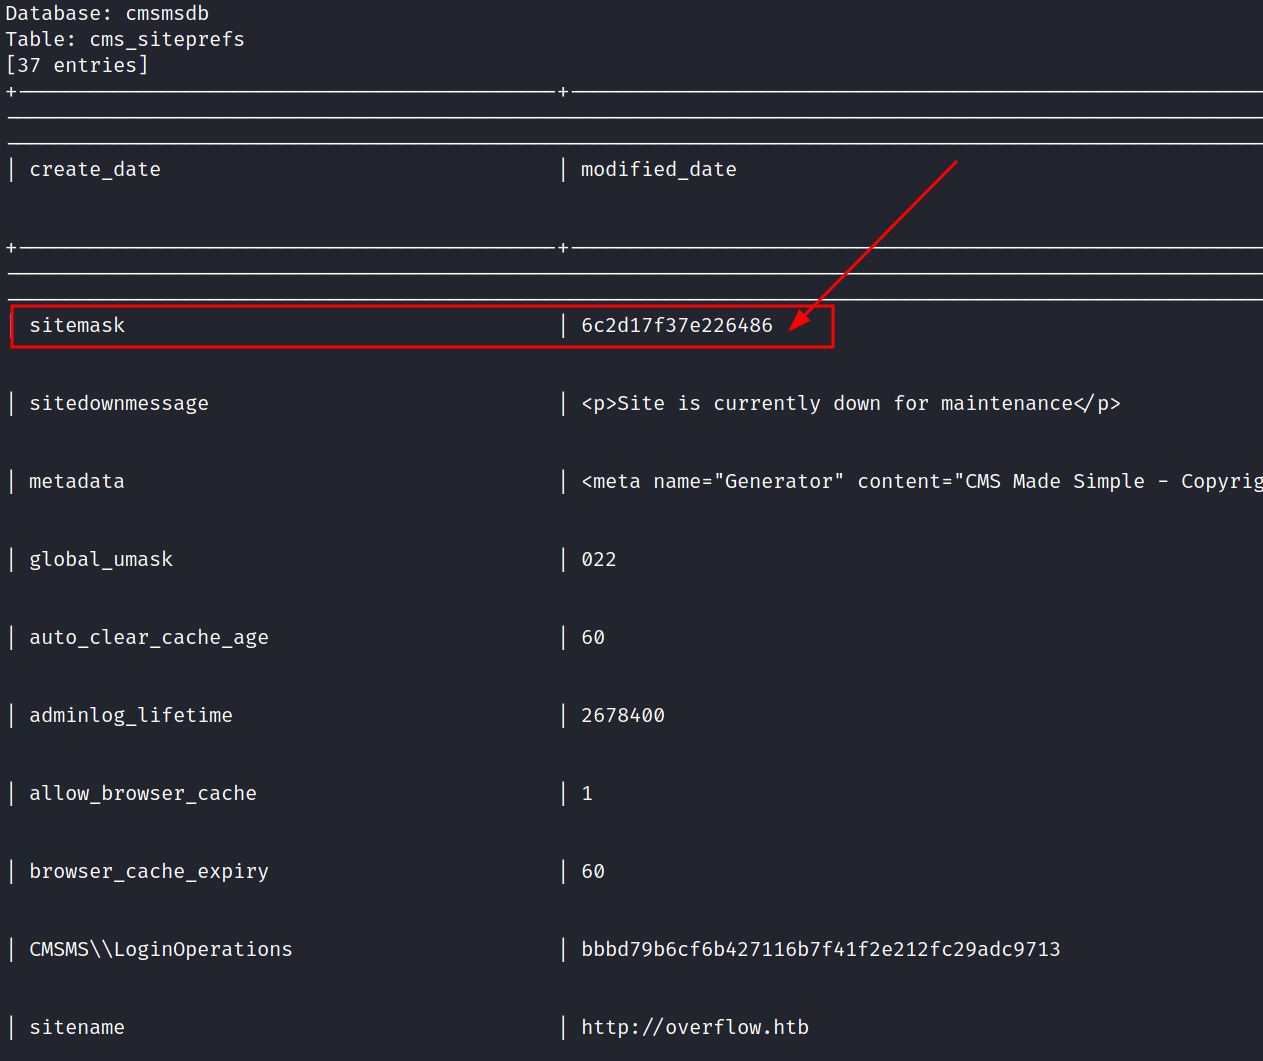 Database: cmsmsdb
Table: cms_siteprefs
[37 entries]
| create_date | modified_date
| sitemask | 6c2d17f37e226486
| sitedownmessage | <p>Site is currently down for maintenance</p>
| metadata | <meta name="Generator" content="CMS Made Simple - Copyrig
| global_umask | 022
| auto_clear_cache_age | 60
| adminlog_lifetime | 2678400
| allow_browser_cache | 1
| browser_cache_expiry | 60
| CMSMS\\LoginOperations | bbbd79b6cf6b427116b7f41f2e212fc29adc9713
| sitename | http://overflow.htb